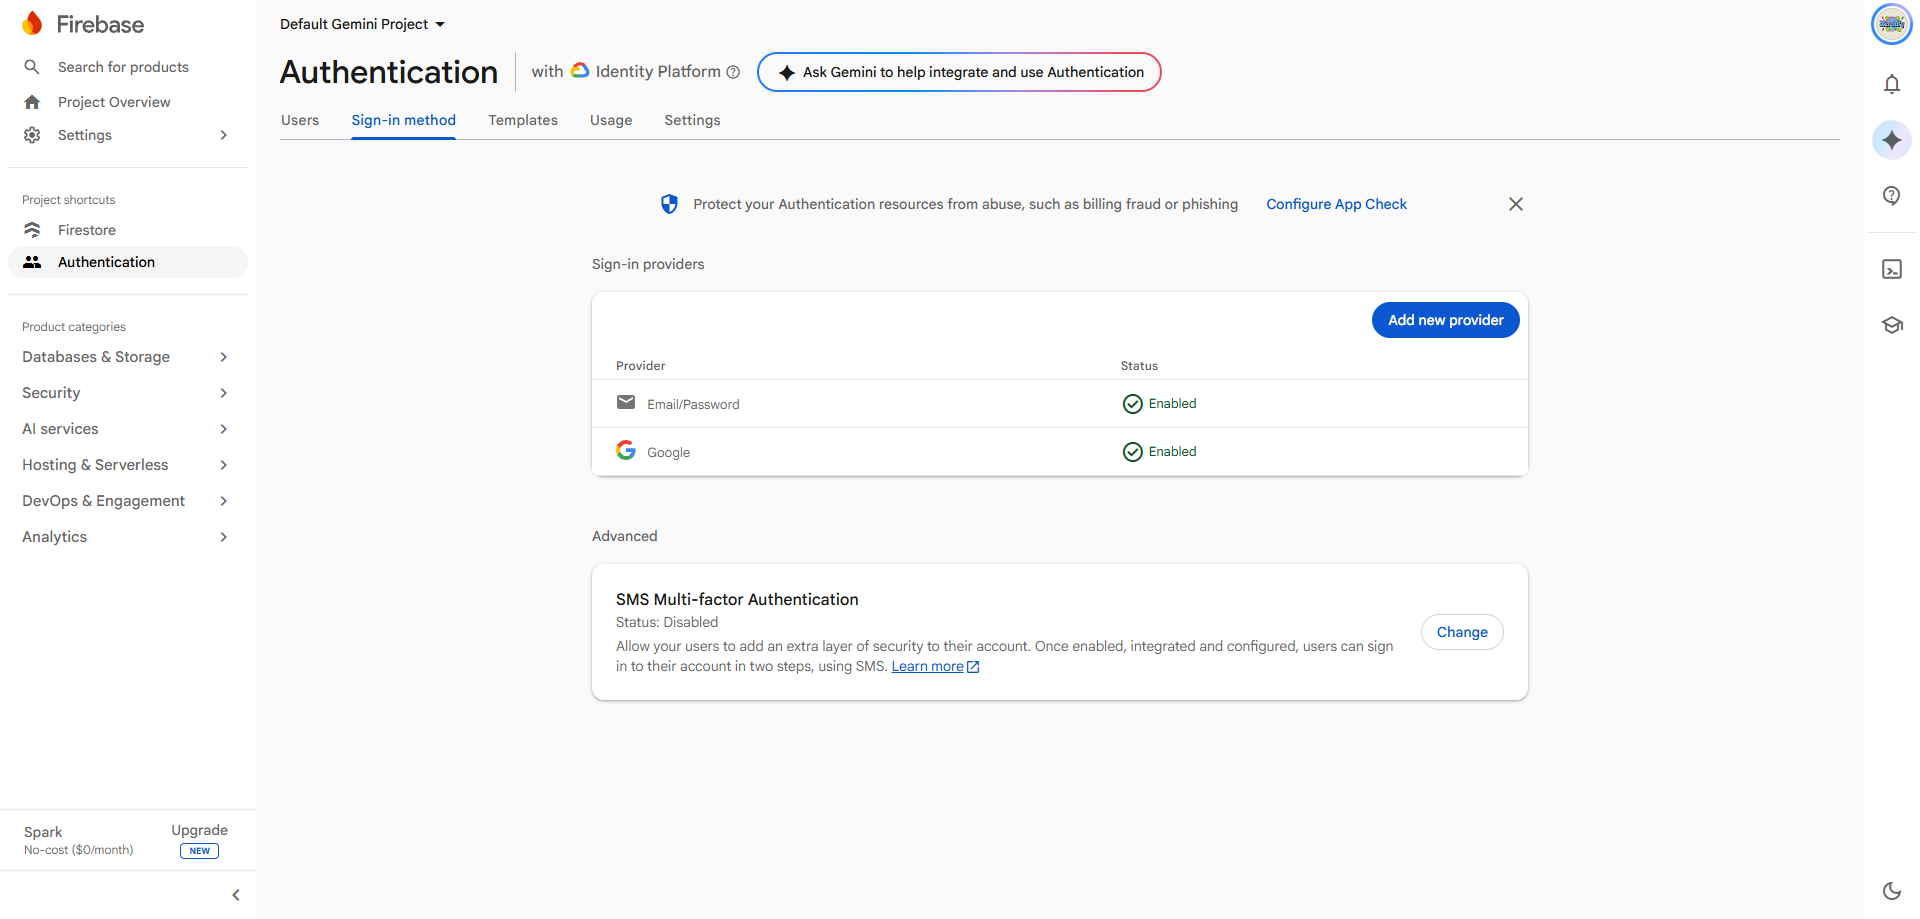 Firebase
Search for products
Project Overview
Settings
Project shortcuts
Firestore
Authentication
Product categories
Databases & Storage
Security
AI services
Hosting & Serverless
DevOps & Engagement
Analytics
Spark
No-cost ($0/month)
Upgrade
NEW
Default Gemini Project
Authentication
with Identity Platform
Ask Gemini to help integrate and use Authentication
Users
Sign-in method
Templates
Usage
Settings
Protect your Authentication resources from abuse, such as billing fraud or phishing
Configure App Check
Sign-in providers
Add new provider
Provider
Status
Email/Password
Enabled
Google
Enabled
Advanced
SMS Multi-factor Authentication
Status: Disabled
Allow your users to add an extra layer of security to their account. Once enabled, integrated and configured, users can sign
in to their account in two steps, using SMS. Learn more
Change